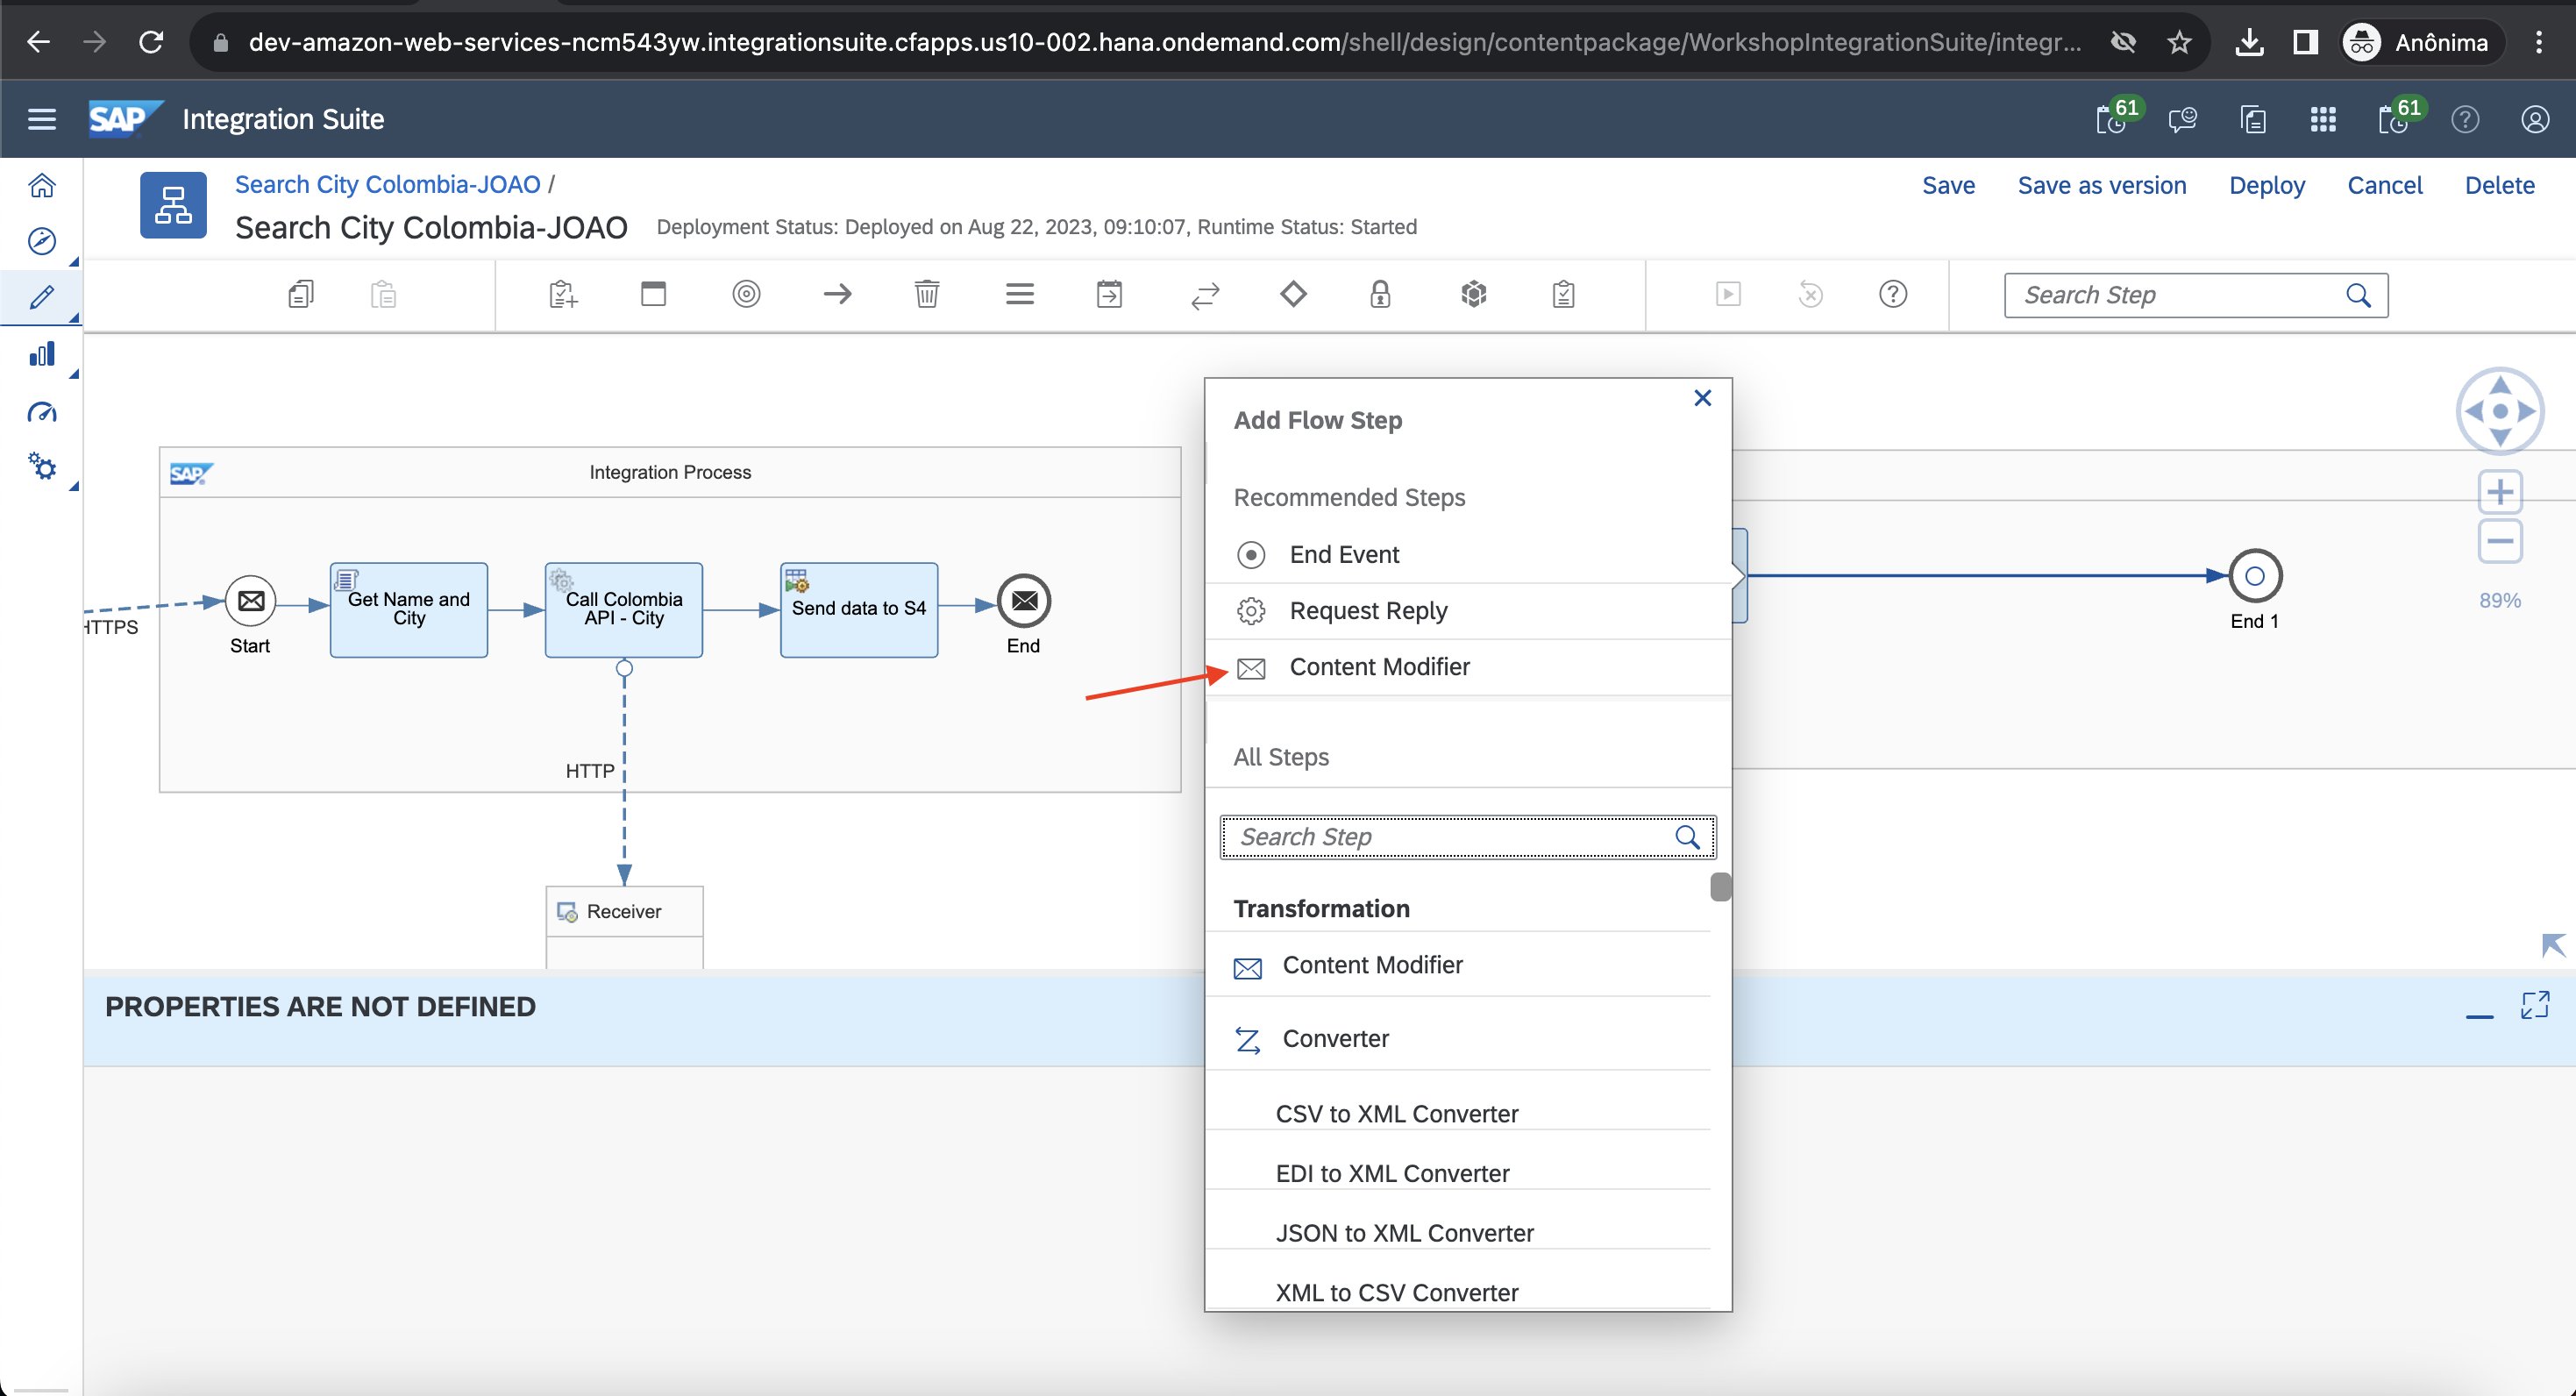 dev-amazon-web-services-ncm543yw.integrationsuite.cfapps.us10-002.hana.ondemand.com/shell/design/contentpackage/WorkshopIntegrationSuite/integr...
Anônima
SAP Integration Suite
61
61
Search City Colombia-JOAO /
Search City Colombia-JOAO
Deployment Status: Deployed on Aug 22, 2023, 09:10:07, Runtime Status: Started
Save
Save as version
Deploy
Cancel
Delete
Search Step
SAP
Integration Process
HTTPS
Start
Get Name and
City
Call Colombia
API - City
Send data to S4
End
HTTP
Receiver
Add Flow Step
Recommended Steps
End Event
Request Reply
Content Modifier
All Steps
Search Step
Transformation
Content Modifier
Converter
CSV to XML Converter
EDI to XML Converter
JSON to XML Converter
XML to CSV Converter
End 1
89%
PROPERTIES ARE NOT DEFINED